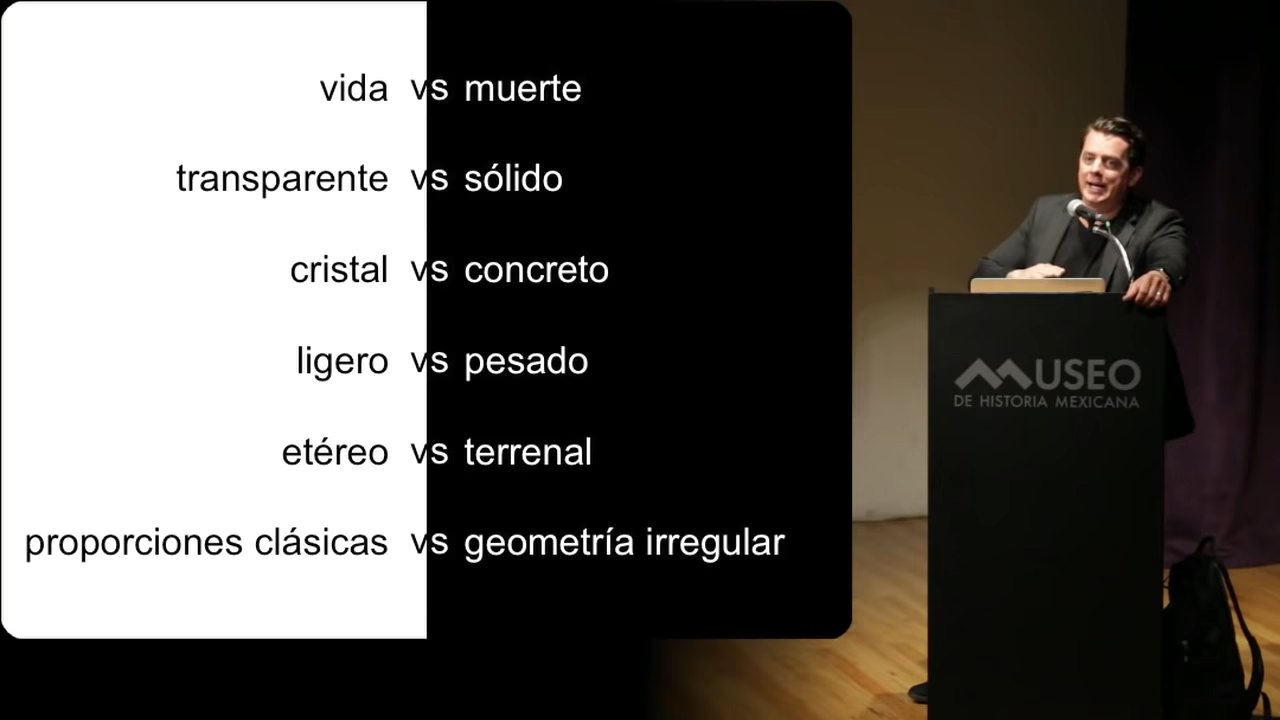 vida vs muerte
transparente vs sólido
cristal vs concreto
ligero vs pesado
etéreo vs terrenal
proporciones clásicas vs geometría irregular
MUSEO
DE HISTORIA MEXICANA